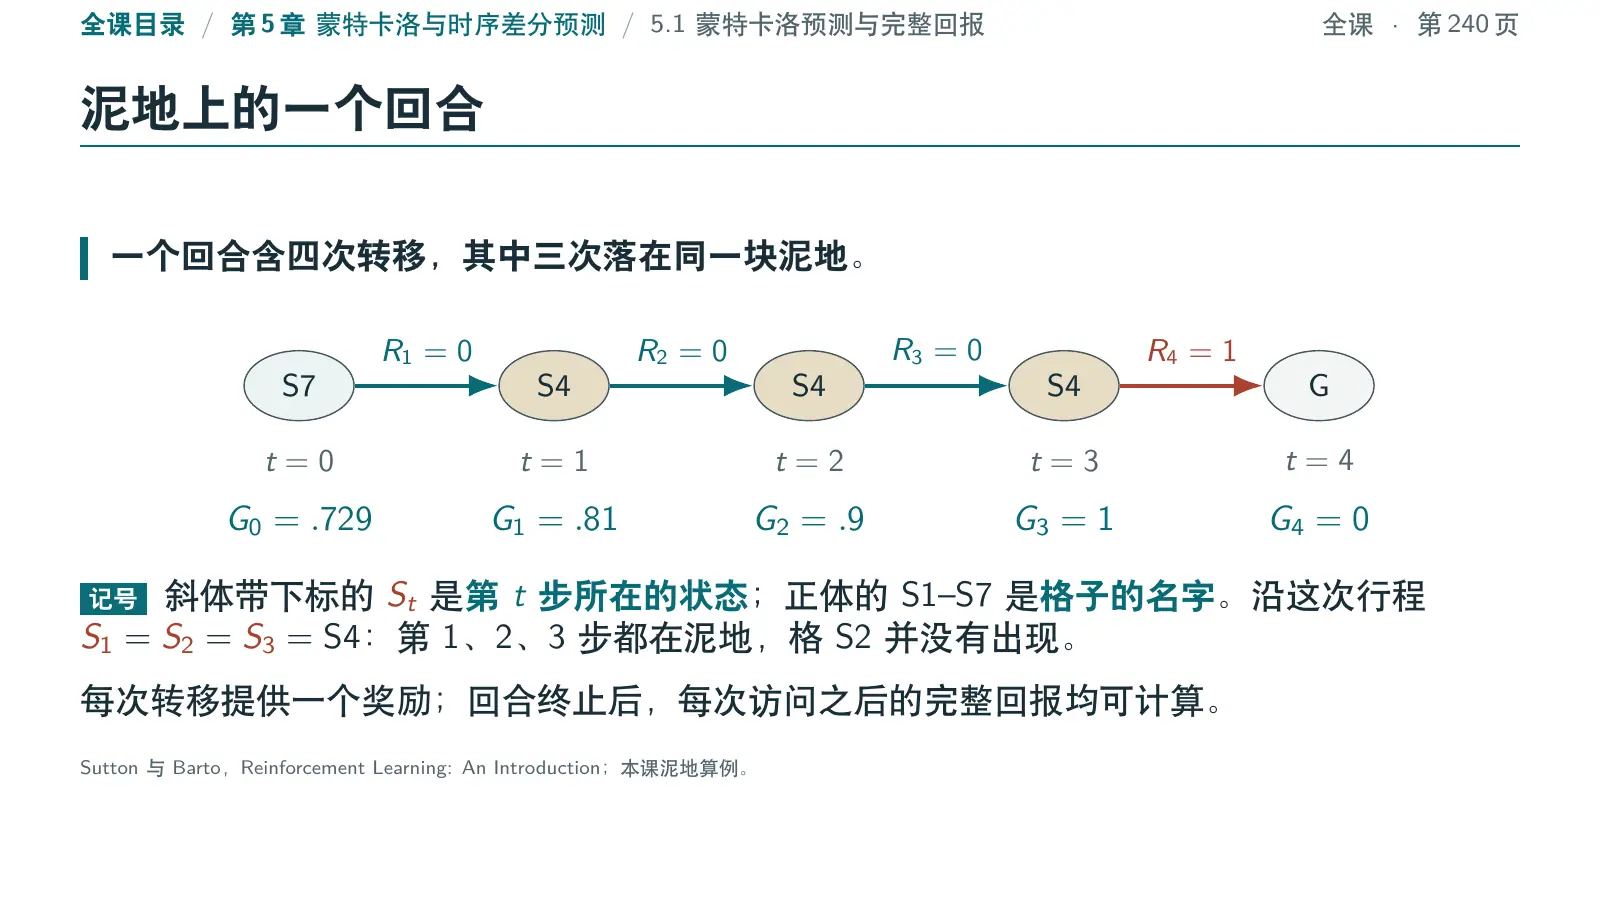 全课目录 / 第 5 章 蒙特卡洛与时序差分预测 / 5.1 蒙特卡洛预测与完整回报
全课 · 第 240 页
泥地上的一个回合
一个回合含四次转移，其中三次落在同一块泥地。
R₁ = 0 R₂ = 0 R₃ = 0 R₄ = 1
S7 S4 S4 S4 G
t = 0 t = 1 t = 2 t = 3 t = 4
G₀ = .729 G₁ = .81 G₂ = .9 G₃ = 1 G₄ = 0
记号 斜体带下标的 Sₜ 是第 t 步所在的状态；正体的 S1–S7 是格子的名字。沿这次行程
S₁ = S₂ = S₃ = S4：第 1、2、3 步都在泥地，格 S2 并没有出现。
每次转移提供一个奖励；回合终止后，每次访问之后的完整回报均可计算。
Sutton 与 Barto，Reinforcement Learning: An Introduction；本课泥地算例。